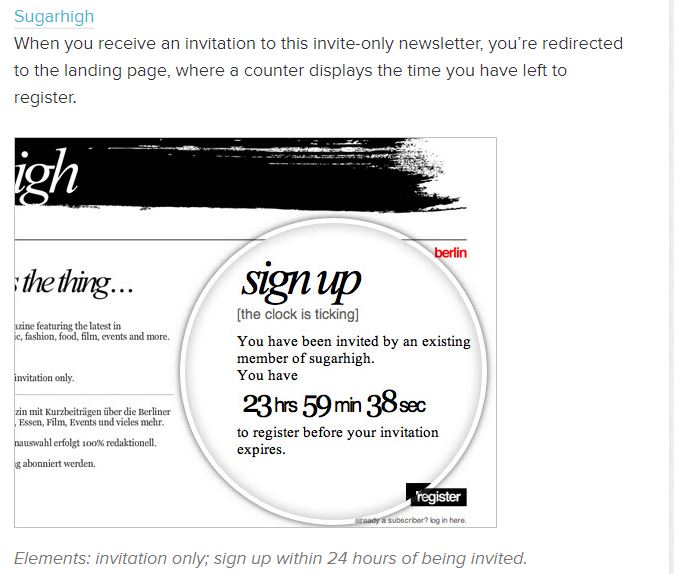 Sugarhigh
When you receive an invitation to this invite-only newsletter, you’re redirected
to the landing page, where a counter displays the time you have left to
register.
igh
berlin
the thing...
sign up
[the clock is ticking]
azine featuring the latest in
ic, fashion, food, film, events and more.
invitation only.
You have been invited by an existing
member of sugarhigh.
You have
23 hrs 59 min 38 sec
to register before your invitation
expires.
zin mit Kurzbeiträgen über die Berliner
, Essen, Film, Events und vieles mehr.
nauswahl erfolgt 100% redaktionell.
g abonniert werden.
register
already a subscriber? log in here.
Elements: invitation only; sign up within 24 hours of being invited.